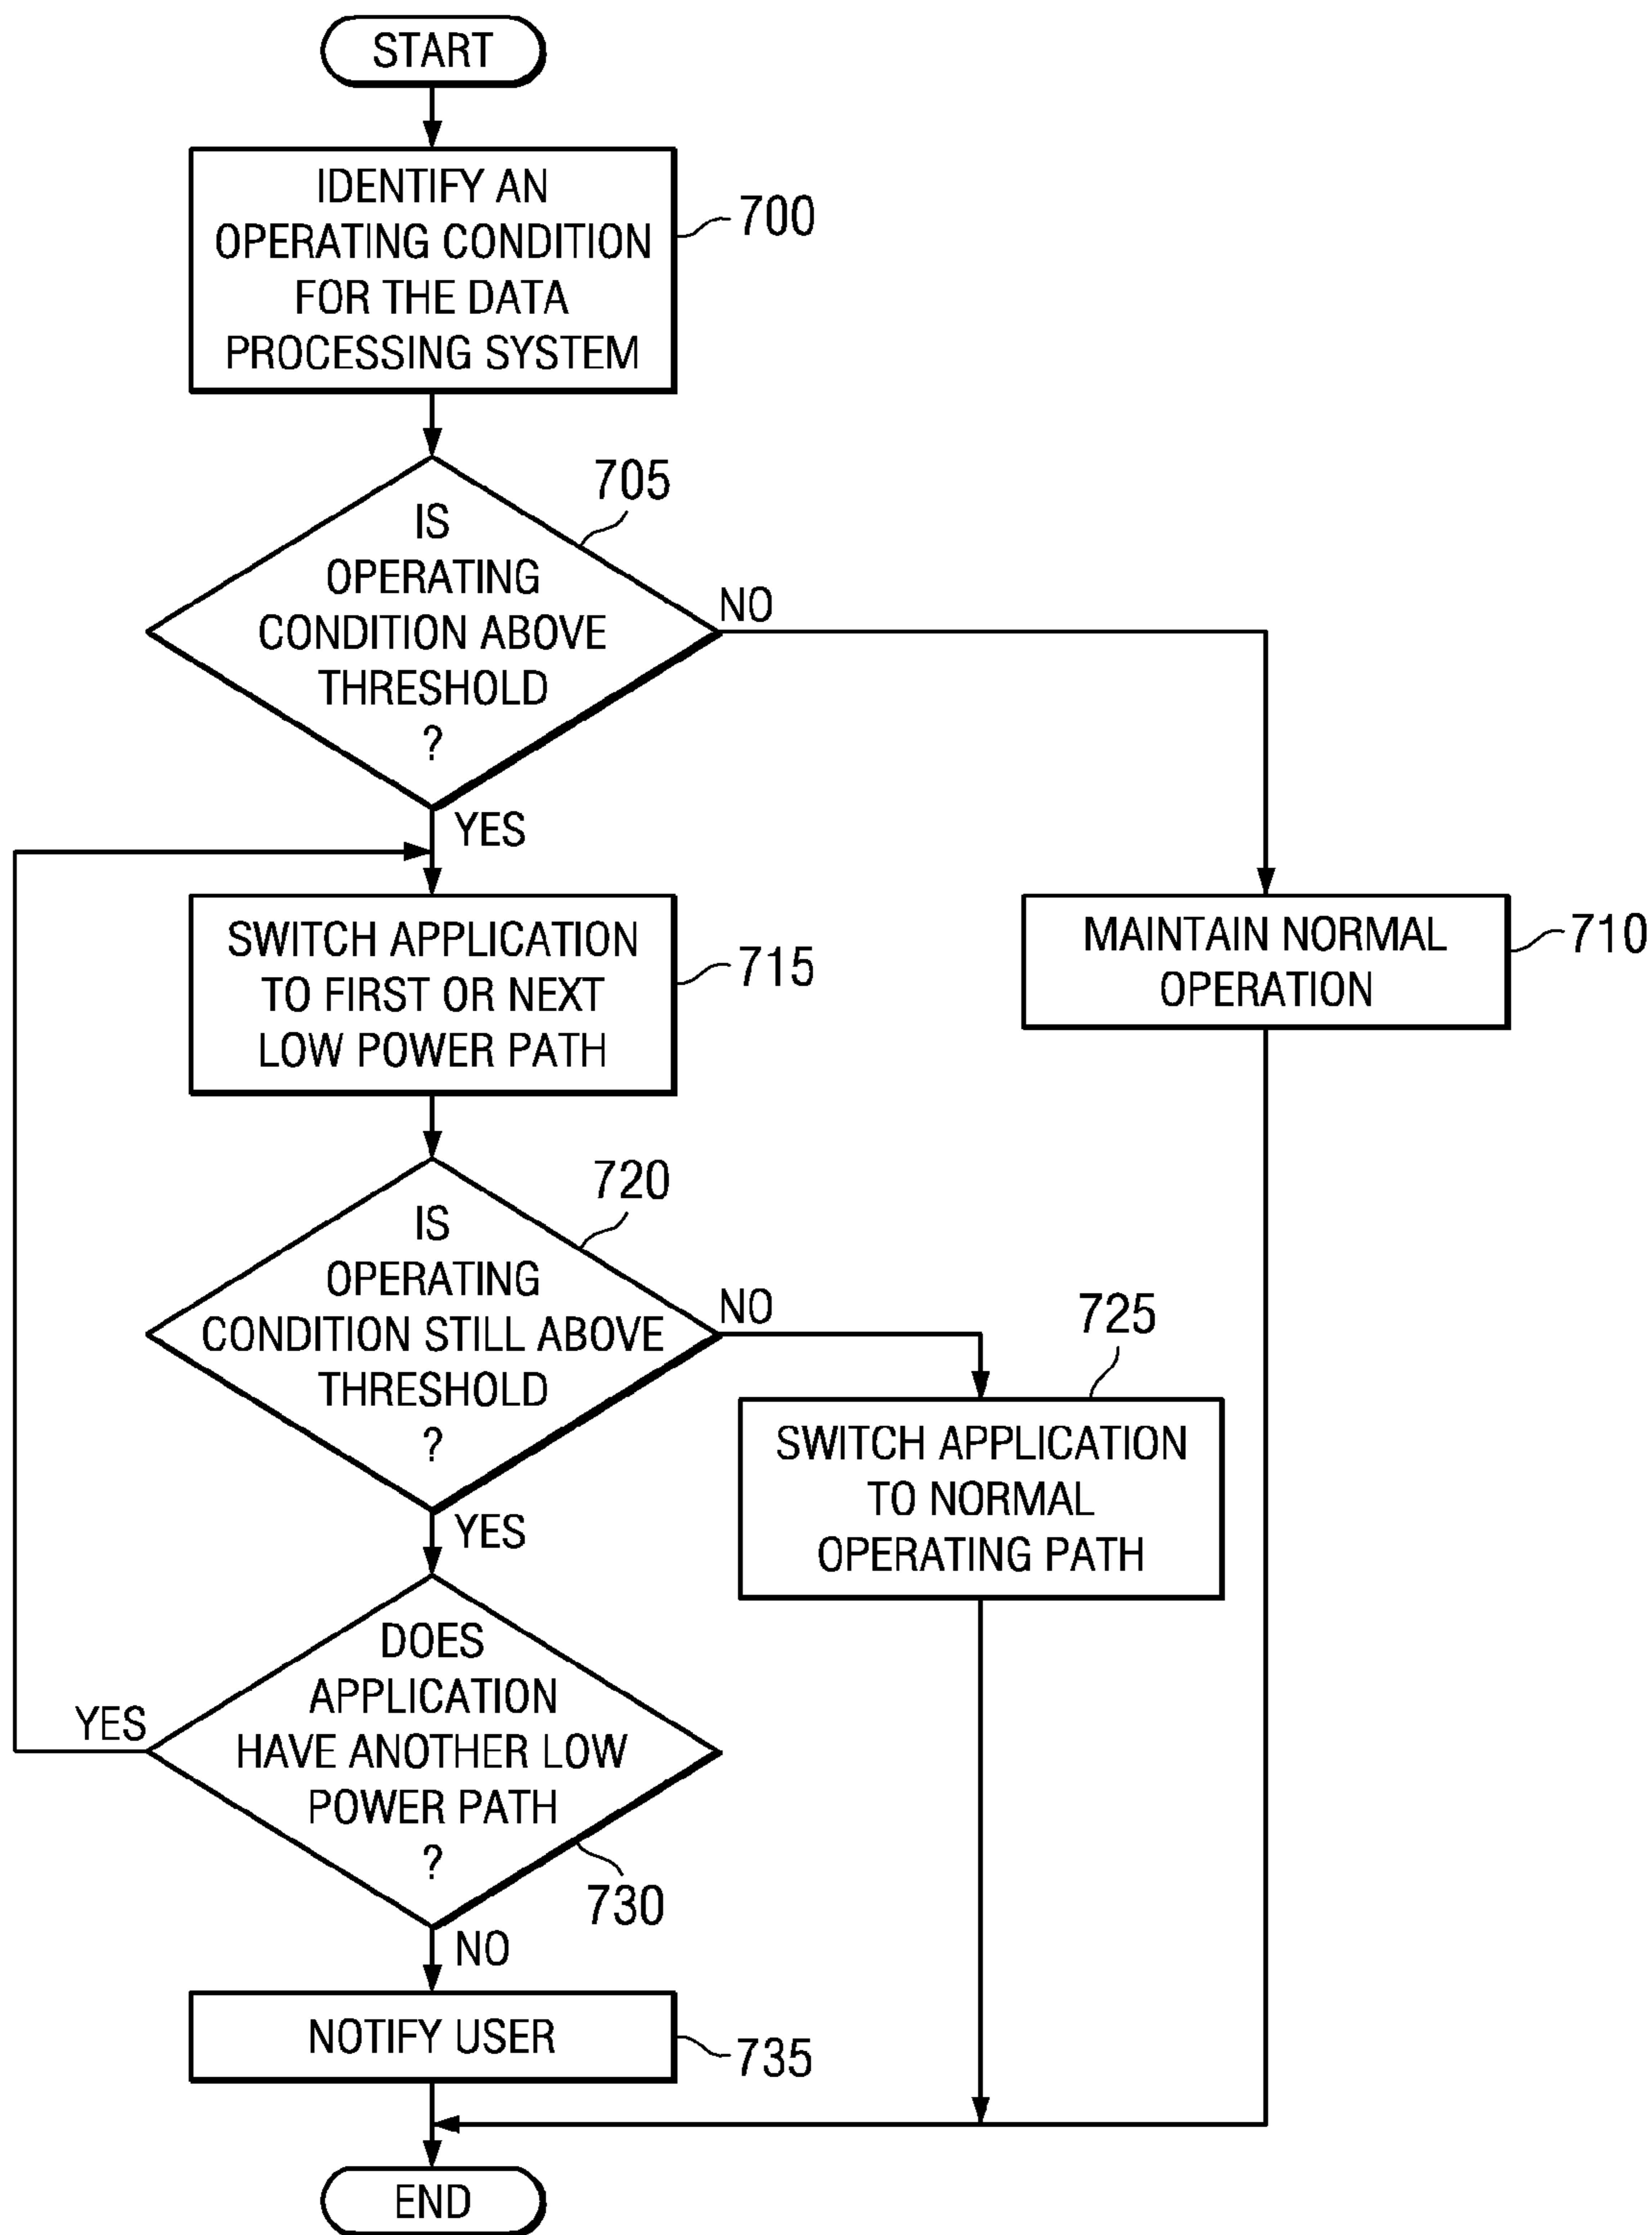 START
IDENTIFY AN
OPERATING CONDITION
FOR THE DATA
PROCESSING SYSTEM
700
705
IS
OPERATING
CONDITION ABOVE
THRESHOLD
?
NO
YES
SWITCH APPLICATION
TO FIRST OR NEXT
LOW POWER PATH
715
MAINTAIN NORMAL
OPERATION
710
720
IS
OPERATING
CONDITION STILL ABOVE
THRESHOLD
?
NO
YES
725
SWITCH APPLICATION
TO NORMAL
OPERATING PATH
DOES
APPLICATION
HAVE ANOTHER LOW
POWER PATH
?
YES
730
NO
NOTIFY USER
735
END